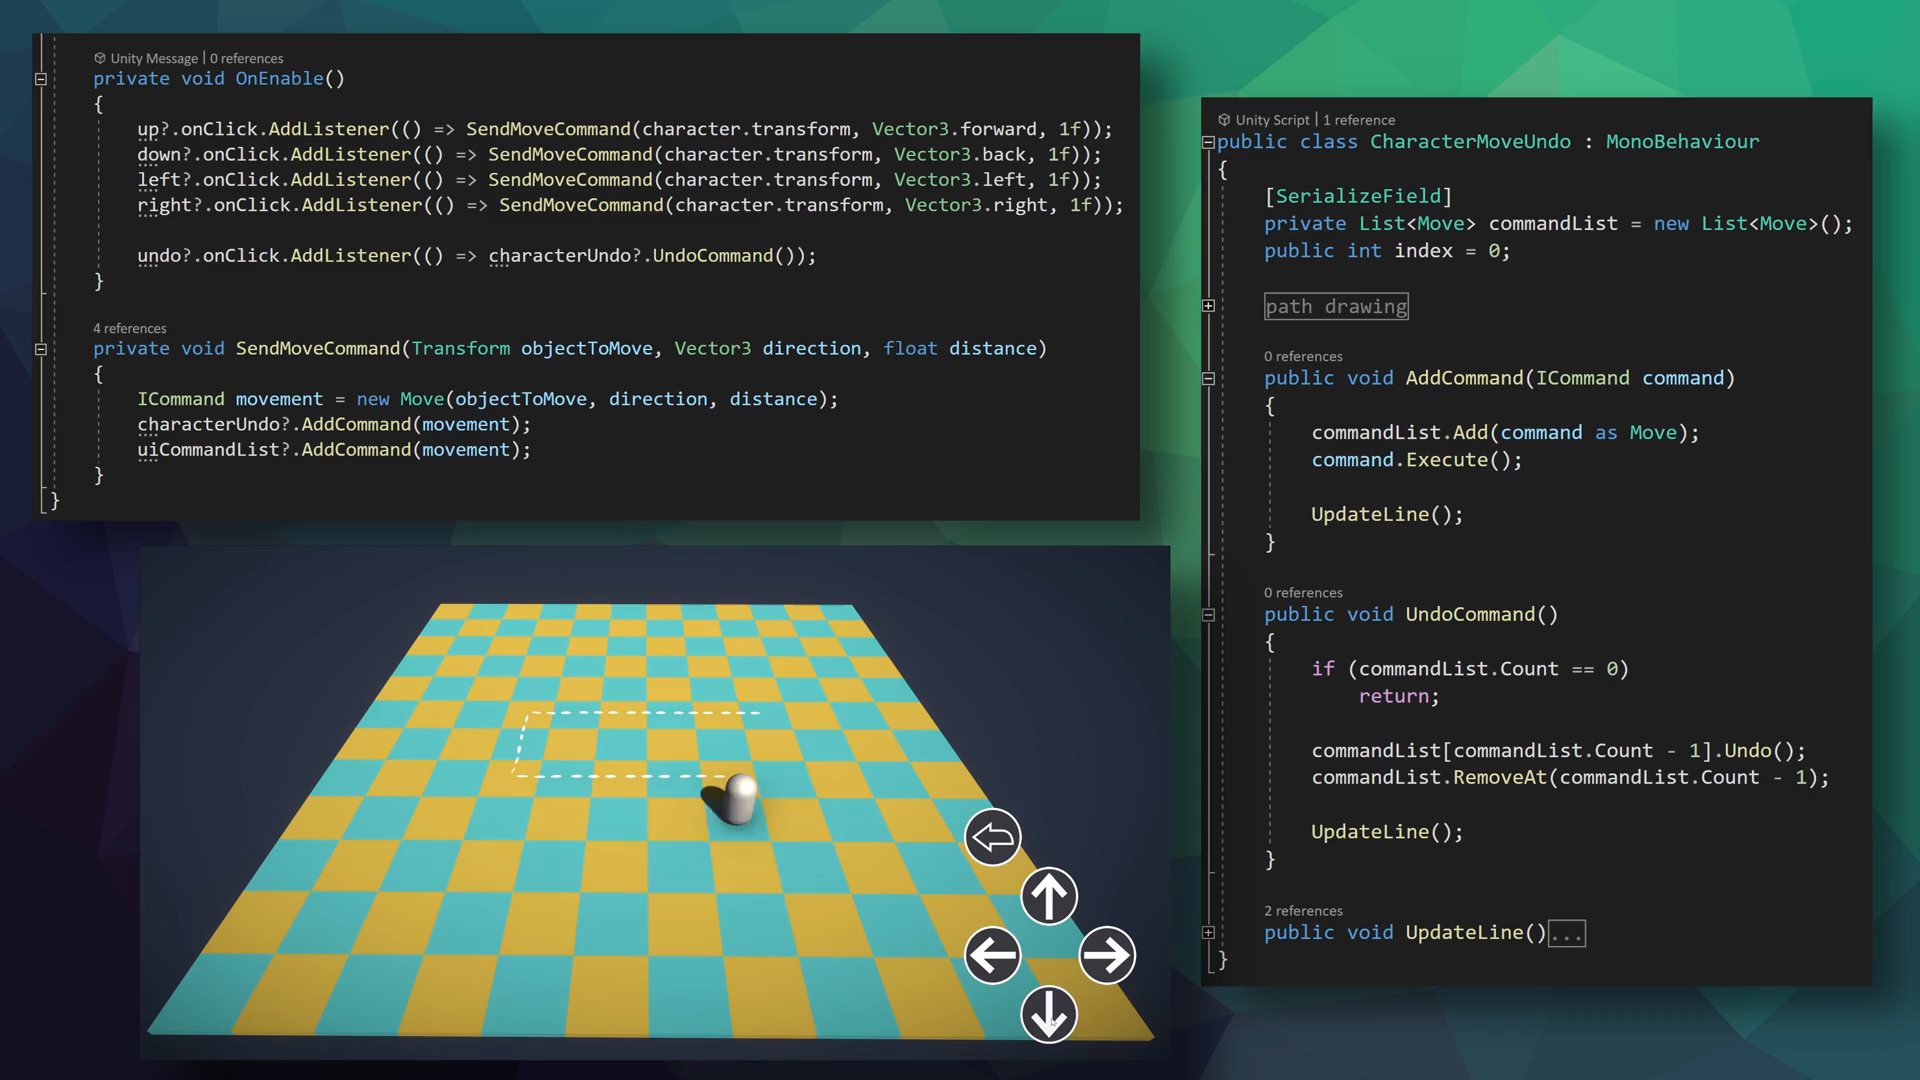 Unity Message | 0 references
private void OnEnable()
{
up?.onClick.AddListener(() => SendMoveCommand(character.transform, Vector3.forward, 1f));
down?.onClick.AddListener(() => SendMoveCommand(character.transform, Vector3.back, 1f));
left?.onClick.AddListener(() => SendMoveCommand(character.transform, Vector3.left, 1f));
right?.onClick.AddListener(() => SendMoveCommand(character.transform, Vector3.right, 1f));
undo?.onClick.AddListener(() => characterUndo?.UndoCommand());
}
4 references
private void SendMoveCommand(Transform objectToMove, Vector3 direction, float distance)
{
ICommand movement = new Move(objectToMove, direction, distance);
characterUndo?.AddCommand(movement);
uiCommandList?.AddCommand(movement);
}
}
Unity Script | 1 reference
public class CharacterMoveUndo : MonoBehaviour
{
[SerializeField]
private List<Move> commandList = new List<Move>();
public int index = 0;
path drawing
0 references
public void AddCommand(ICommand command)
{
commandList.Add(command as Move);
command.Execute();
UpdateLine();
}
0 references
public void UndoCommand()
{
if (commandList.Count == 0)
return;
commandList[commandList.Count - 1].Undo();
commandList.RemoveAt(commandList.Count - 1);
UpdateLine();
}
2 references
public void UpdateLine()...
}